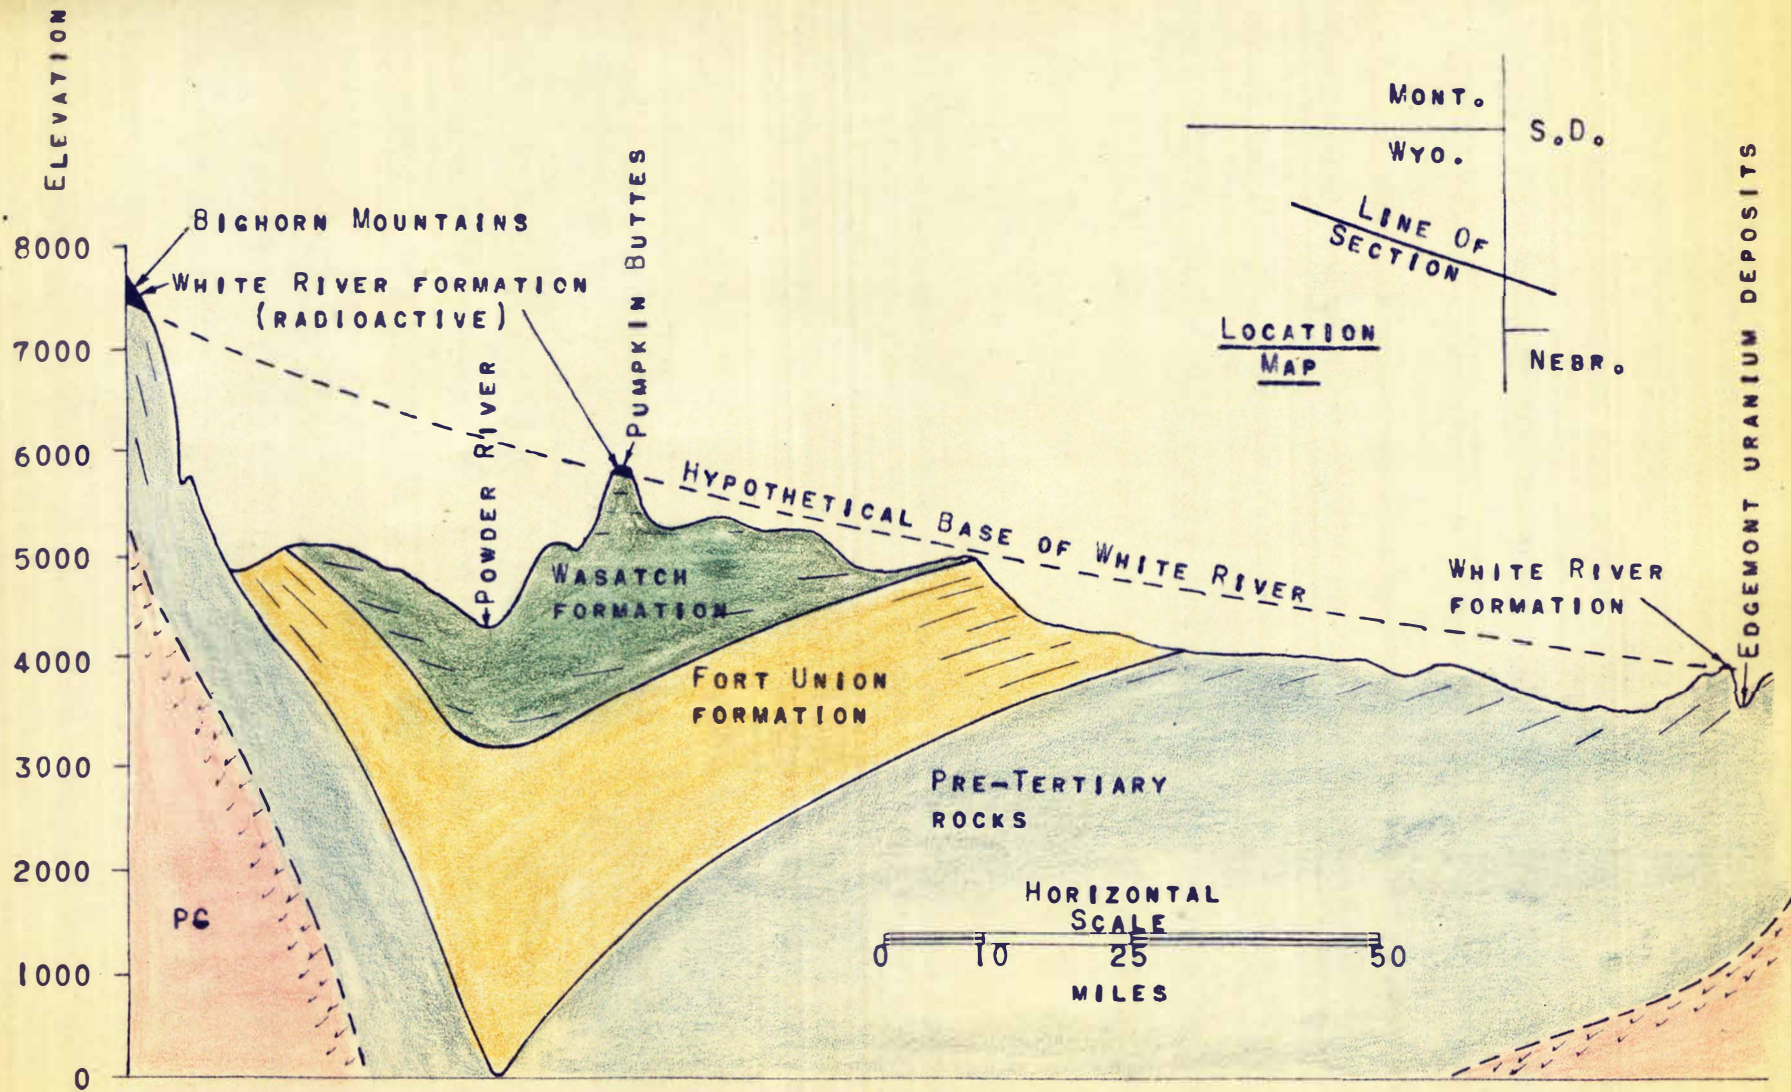 ELEVATION
8000
7000
6000
5000
4000
3000
2000
1000
0
BIGHORN MOUNTAINS
WHITE RIVER FORMATION
(RADIOACTIVE)
POWDER RIVER
PUMPKIN BUTTES
MONT.
WYO.
S.D.
LINE OF
SECTION
LOCATION
MAP
NEBR.
EDGEMONT URANIUM DEPOSITS
HYPOTHETICAL BASE OF WHITE RIVER
WHITE RIVER
FORMATION
WASATCH
FORMATION
FORT UNION
FORMATION
PRE-TERTIARY
ROCKS
PC
HORIZONTAL
SCALE
0 10 25 50
MILES